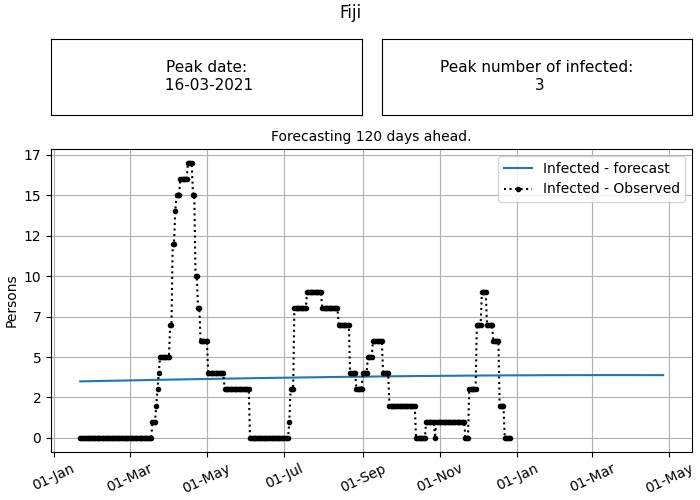 Fiji
Peak date:
16-03-2021
Peak number of infected:
3
Forecasting 120 days ahead.
Infected - forecast
Infected - Observed
Persons
17
15
12
10
7
5
2
0
01-Jan
01-Mar
01-May
01-Jul
01-Sep
01-Nov
01-Jan
01-Mar
01-May